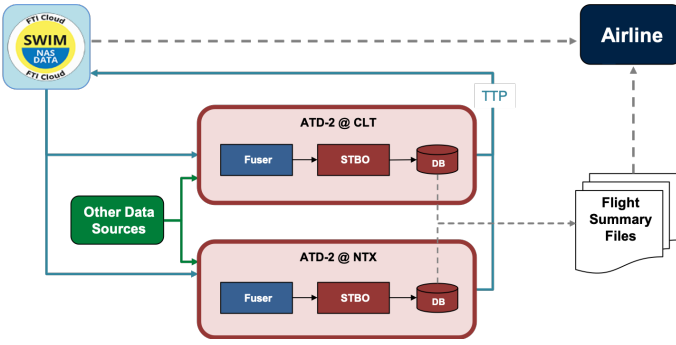 FTI Cloud
SWIM
NAS
DATA
FTI Cloud
Airline
TTP
ATD-2 @ CLT
Fuser
STBO
DB
Other Data
Sources
Flight
Summary
Files
ATD-2 @ NTX
Fuser
STBO
DB